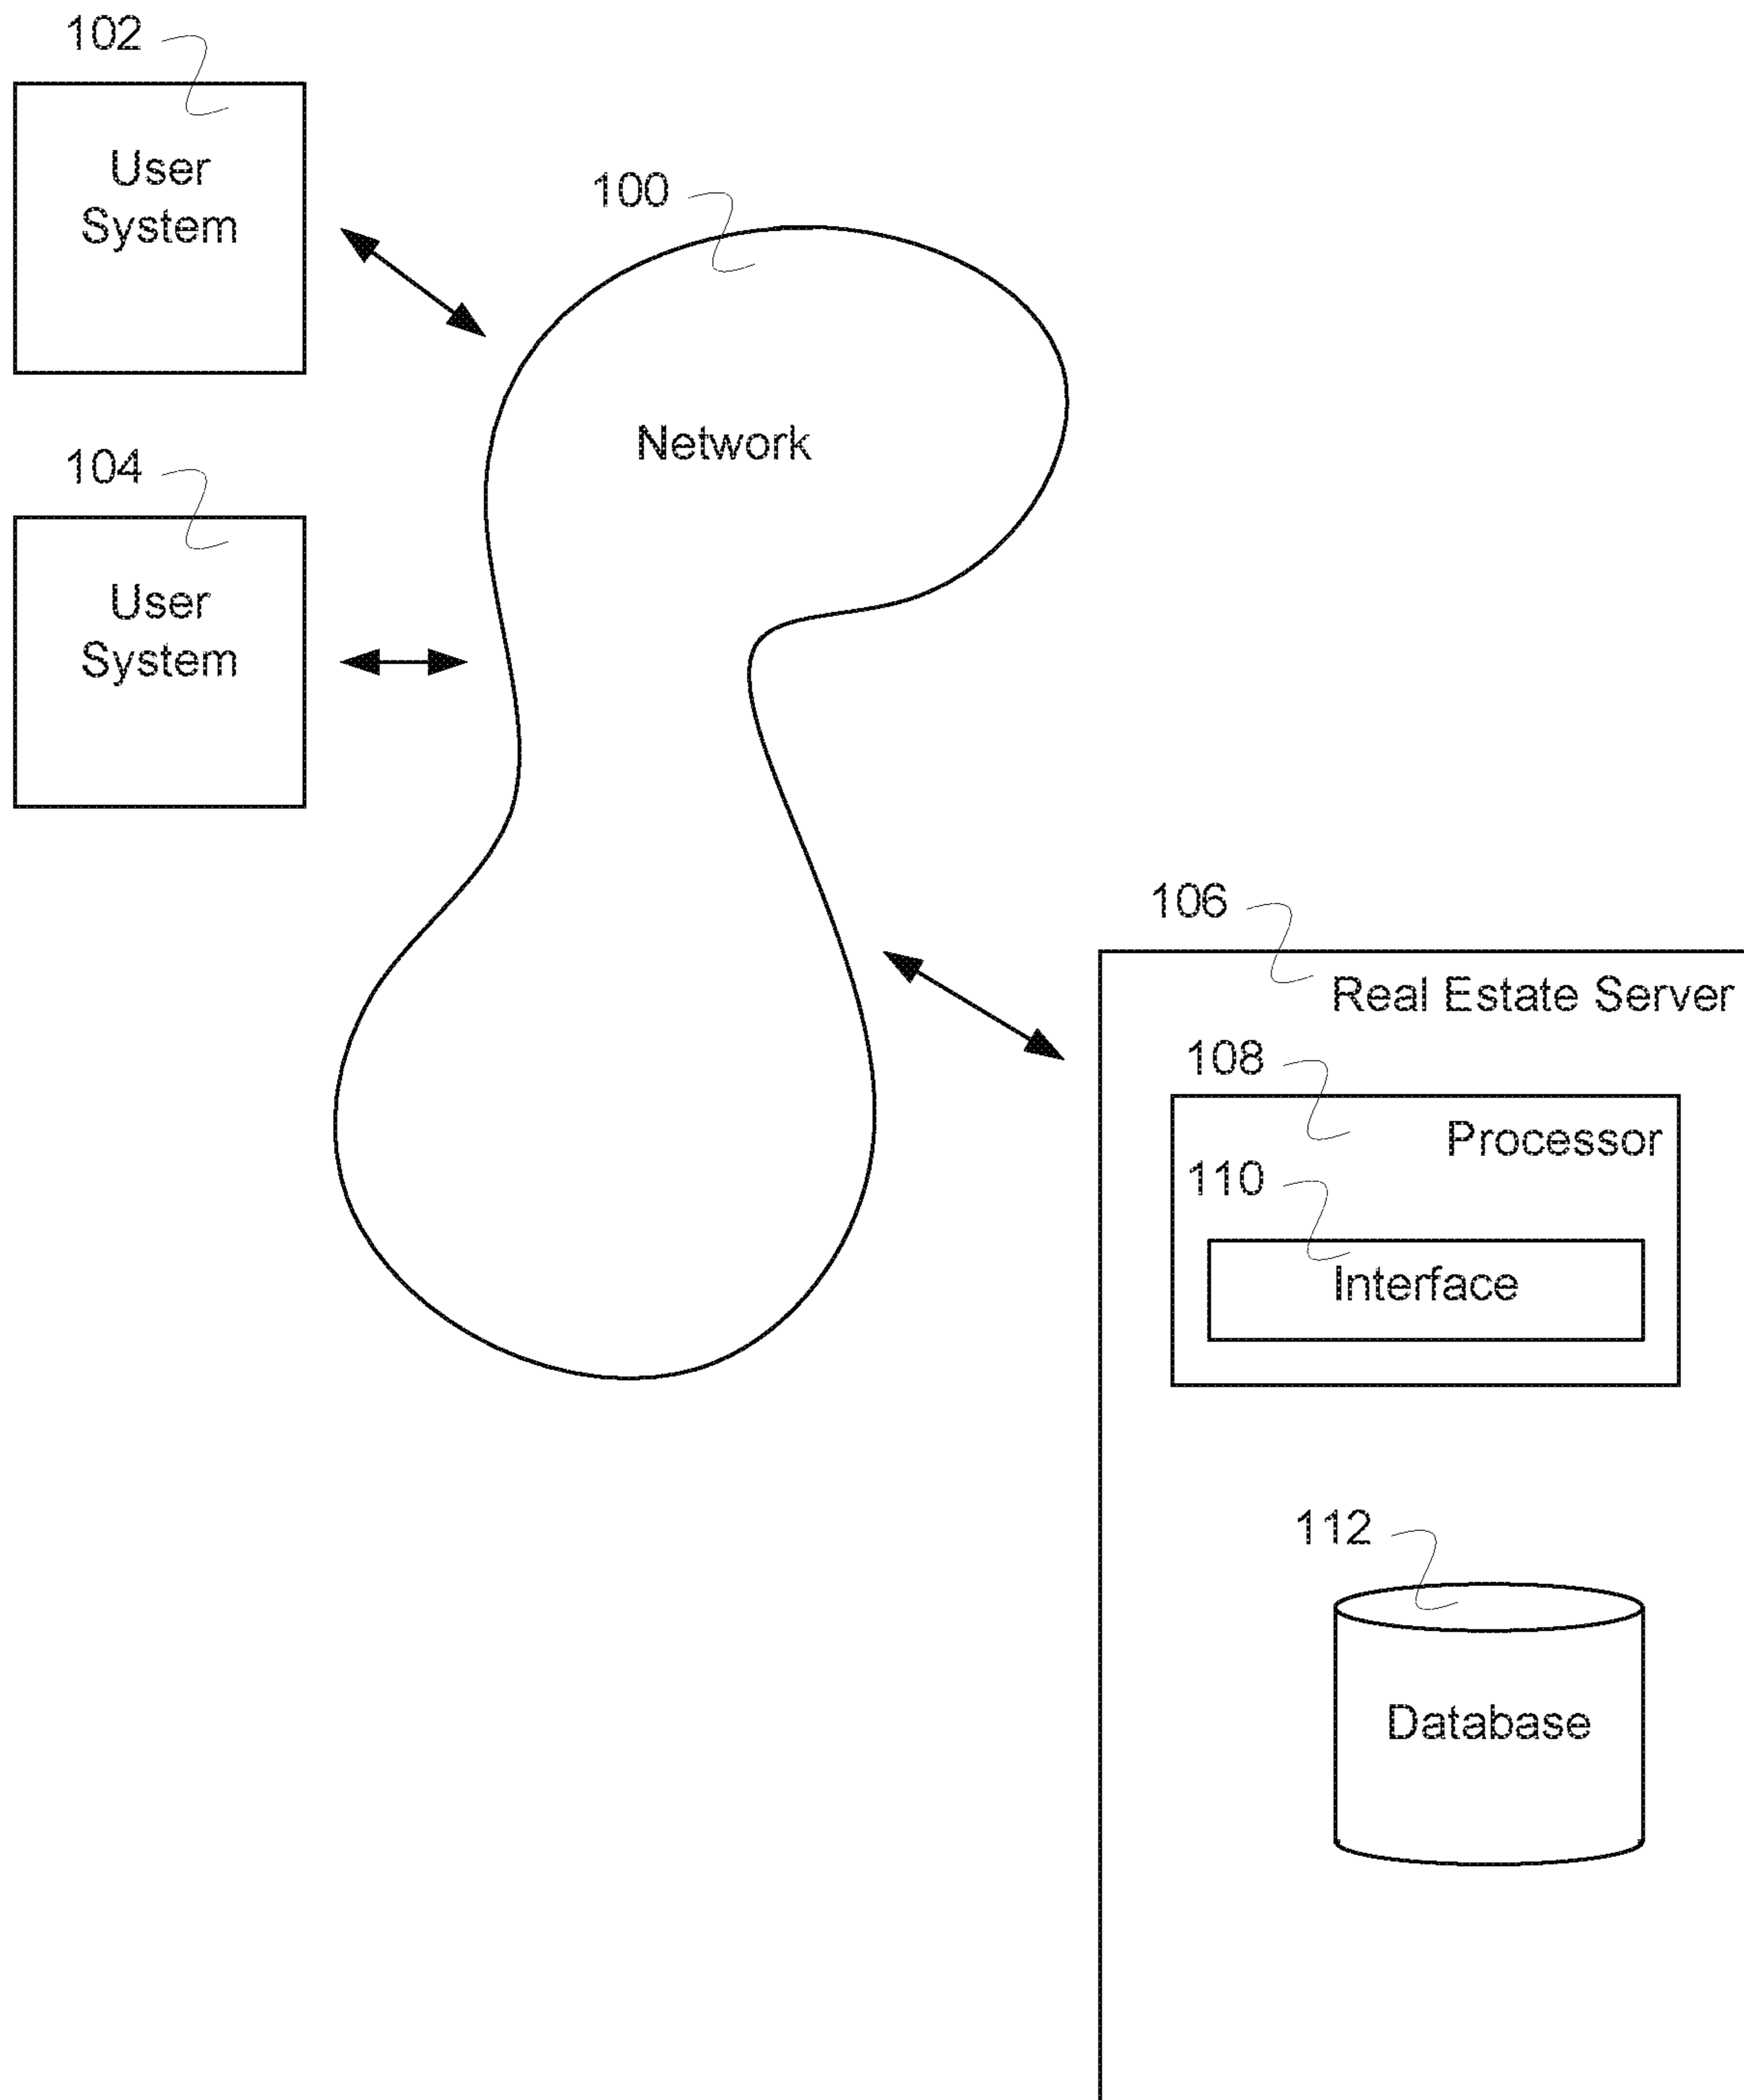 102
User
System
100
Network
104
User
System
106
Real Estate Server
108
Processor
110
Interface
112
Database